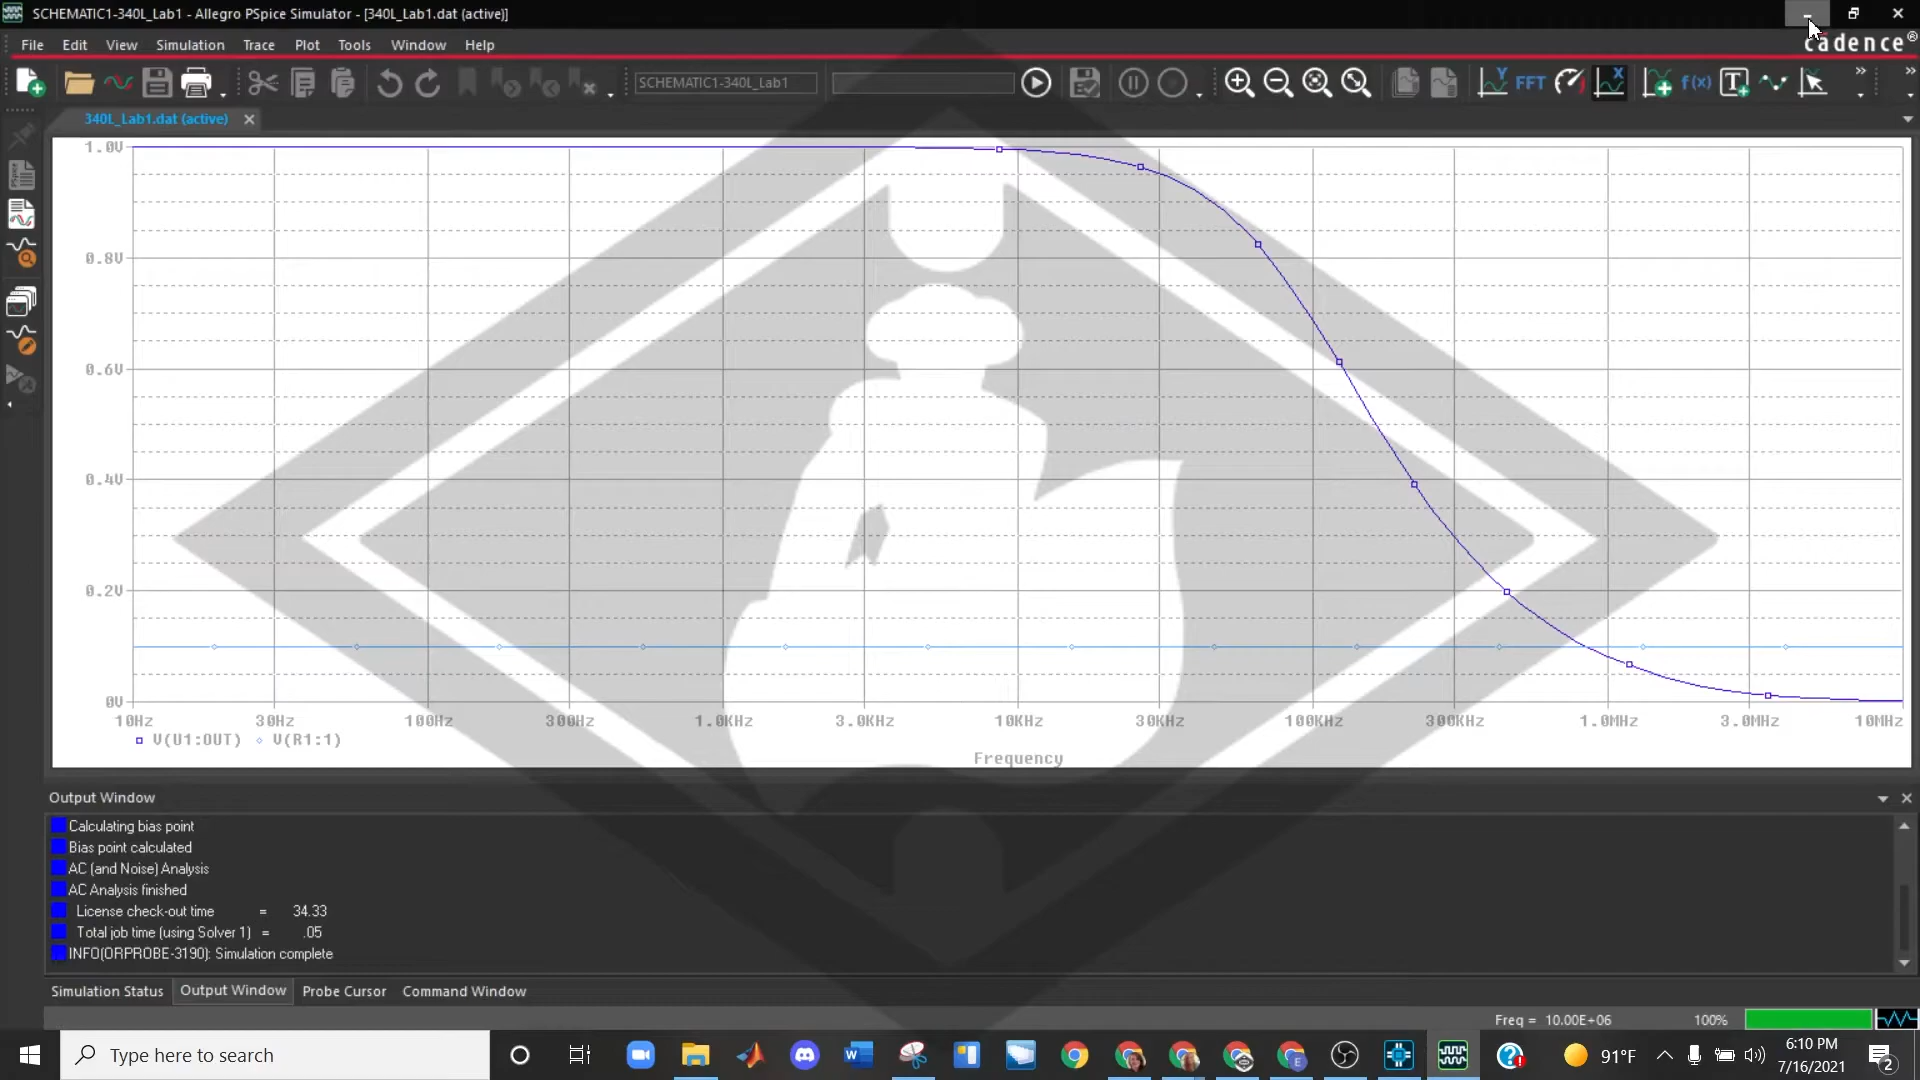 SCHEMATIC1-340L_Lab1 - Allegro PSpice Simulator - [340L_Lab1.dat (active)]
File Edit View Simulation Trace Plot Tools Window Help
cadence®
SCHEMATIC1-340L_Lab1
FFT
f(x)
340L_Lab1.dat (active)
1.0V
0.8V
0.6V
0.4V
0.2V
0V
10Hz 30Hz 100Hz 300Hz 1.0KHz 3.0KHz 10KHz 30KHz 100KHz 300KHz 1.0MHz 3.0MHz 10MHz
V(U1:OUT) V(R1:1)
Frequency
Output Window
Calculating bias point
Bias point calculated
AC (and Noise) Analysis
AC Analysis finished
License check-out time = 34.33
Total job time (using Solver 1) = .05
INFO(ORPROBE-3190): Simulation complete
Simulation Status Output Window Probe Cursor Command Window
Freq = 10.00E+06 100%
Type here to search
91°F
6:10 PM
7/16/2021
2